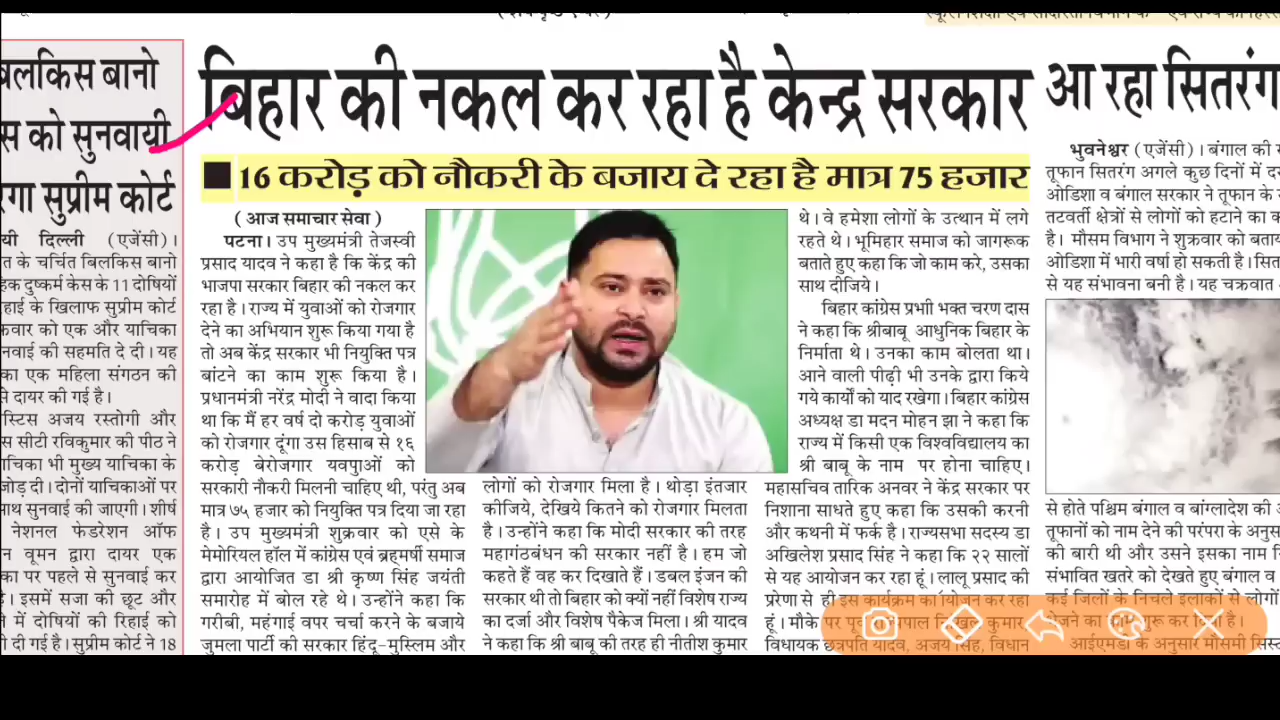 बिलकिस बानो
स को सुनवायी
रेगा सुप्रीम कोर्ट
यी दिल्ली (एजेंसी)।
त के चर्चित बिलकिस बानो
हिक दुष्कर्म केस के 11 दोषियों
हाई के खिलाफ सुप्रीम कोर्ट
क्रवार को एक और याचिका
नवाई की सहमति दे दी। यह
का एक महिला संगठन की
से दायर की गई है।
स्टिस अजय रस्तोगी और
स सीटी रविकुमार की पीठ ने
ाचिका भी मुख्य याचिका के
जोड़ दी। दोनों याचिकाओं पर
साथ सुनवाई की जाएगी। शीर्ष
नेशनल फेडरेशन ऑफ
न वूमन द्वारा दायर एक
का पर पहले से सुनवाई कर
है। इसमें सजा की छूट और
में दोषियों की रिहाई को
दी गई है। सुप्रीम कोर्ट ने 18
बिहार की नकल कर रहा है केन्द्र सरकार
■ 16 करोड़ को नौकरी के बजाय दे रहा है मात्र 75 हजार
(आज समाचार सेवा)
पटना। उप मुख्यमंत्री तेजस्वी
प्रसाद यादव ने कहा है कि केंद्र की
भाजपा सरकार बिहार की नकल कर
रहा है। राज्य में युवाओं को रोजगार
देने का अभियान शुरू किया गया है
तो अब केंद्र सरकार भी नियुक्ति पत्र
बांटने का काम शुरू किया है।
प्रधानमंत्री नरेंद्र मोदी ने वादा किया
था कि मैं हर वर्ष दो करोड़ युवाओं
को रोजगार दूंगा उस हिसाब से १६
करोड़ बेरोजगार यवपुाओं को
सरकारी नौकरी मिलनी चाहिए थी, परंतु अब
मात्र ७५ हजार को नियुक्ति पत्र दिया जा रहा
है। उप मुख्यमंत्री शुक्रवार को एसे के
मेमोरियल हॉल में कांग्रेस एवं ब्रह्मर्षी समाज
द्वारा आयोजित डा श्री कृष्ण सिंह जयंती
समारोह में बोल रहे थे। उन्होंने कहा कि
गरीबी, महंगाई वपर चर्चा करने के बजाये
जुमला पार्टी की सरकार हिंदू-मुस्लिम और
लोगों को रोजगार मिला है। थोड़ा इंतजार
कीजिये, देखिये कितने को रोजगार मिलता
है। उन्होंने कहा कि मोदी सरकार की तरह
महागंठबंधन की सरकार नहीं है। हम जो
कहते हैं वह कर दिखाते हैं। डबल इंजन की
सरकार थी तो बिहार को क्यों नहीं विशेष राज्य
का दर्जा और विशेष पैकेज मिला। श्री यादव
ने कहा कि श्री बाबू की तरह ही नीतीश कुमार
थे। वे हमेशा लोगों के उत्थान में लगे
रहते थे। भूमिहार समाज को जागरूक
बताते हुए कहा कि जो काम करे, उसका
साथ दीजिये।
बिहार कांग्रेस प्रभाी भक्त चरण दास
ने कहा कि श्रीबाबू आधुनिक बिहार के
निर्माता थे। उनका काम बोलता था।
आने वाली पीढ़ी भी उनके द्वारा किये
गये कार्यों को याद रखेगा। बिहार कांग्रेस
अध्यक्ष डा मदन मोहन झा ने कहा कि
राज्य में किसी एक विश्वविद्यालय का
श्री बाबू के नाम पर होना चाहिए।
महासचिव तारिक अनवर ने केंद्र सरकार पर
निशाना साधते हुए कहा कि उसकी करनी
और कथनी में फर्क है। राज्यसभा सदस्य डा
अखिलेश प्रसाद सिंह ने कहा कि २२ सालों
से यह आयोजन कर रहा हूं। लालू प्रसाद की
प्रेरेणा से ही इस कार्यक्रम का योजन कर रहा
हूं। मौके पर कुमार
विधायक छत्रपति यादव, अजय सिंह, विधान
आ रहा सितरंग
भुवनेश्वर (एजेंसी)। बंगाल की
तूफान सितरंग अगले कुछ दिनों में
ओडिशा व बंगाल सरकार ने तूफान के
तटवर्ती क्षेत्रों से लोगों को हटाने का
है। मौसम विभाग ने शुक्रवार को
ओडिशा में भारी वर्षा हो सकती है।
से यह संभावना बनी है। यह चक्रवात
से होते पश्चिम बंगाल व बांग्लादेश की
तूफानों को नाम देने की परंपरा के
को बारी थी और उसने इसका नाम
संभावित खतरे को देखते हुए बंगाल व
कई जिलों के निचले इलाकों से लोगों
भेजने का काम शुरू कर दिया है।
आईएमडी के अनुसार मौसमी